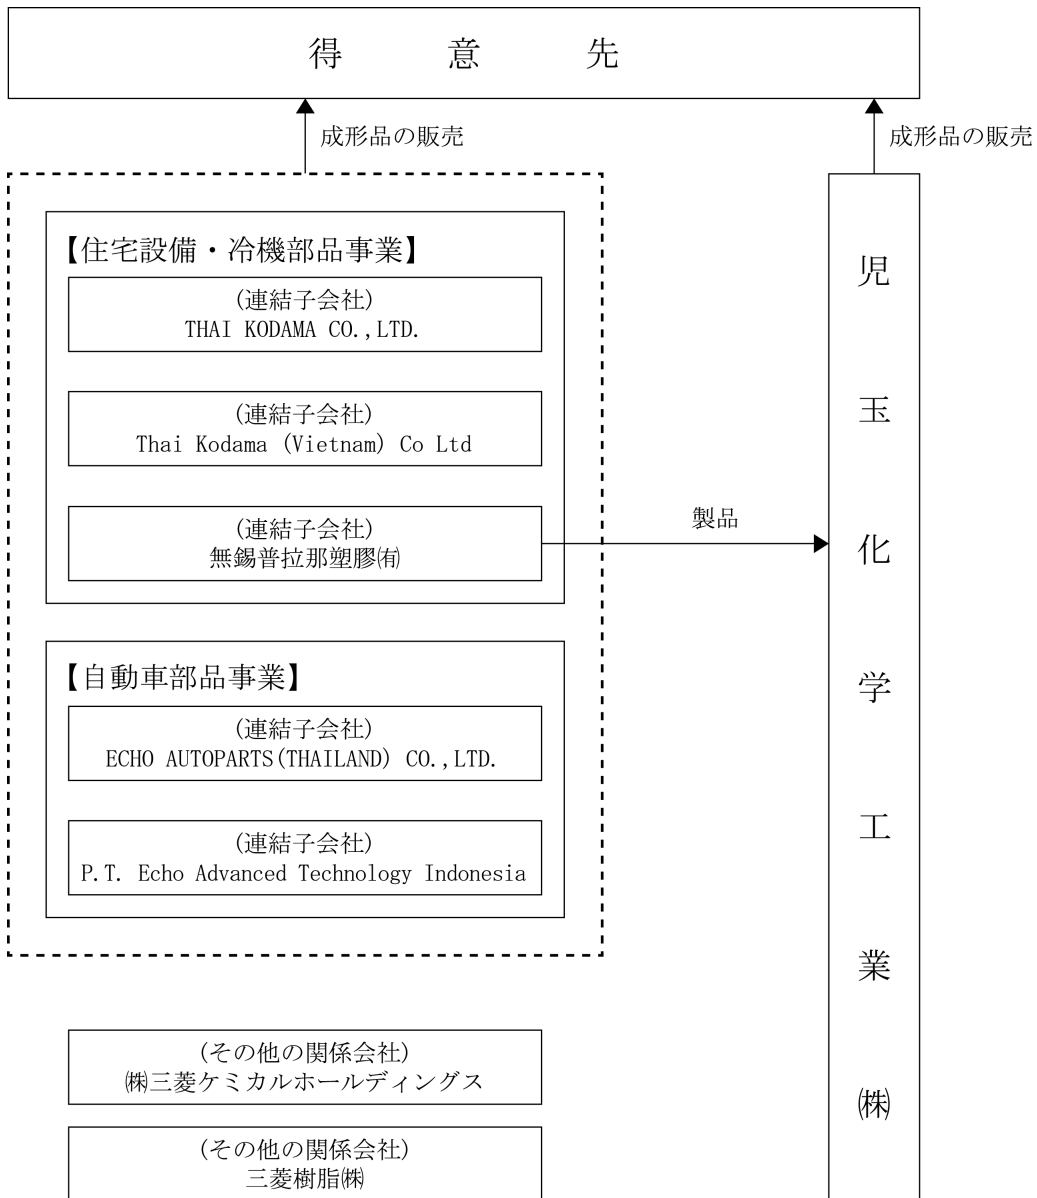 得意先
成形品の販売
成形品の販売
【住宅設備・冷機部品事業】
(連結子会社)
THAI KODAMA CO.,LTD.
(連結子会社)
Thai Kodama (Vietnam) Co Ltd
(連結子会社)
無錫普拉那塑膠㈲
製品
【自動車部品事業】
(連結子会社)
ECHO AUTOPARTS(THAILAND) CO.,LTD.
(連結子会社)
P.T. Echo Advanced Technology Indonesia
(その他の関係会社)
㈱三菱ケミカルホールディングス
(その他の関係会社)
三菱樹脂㈱
児玉化学工業㈱